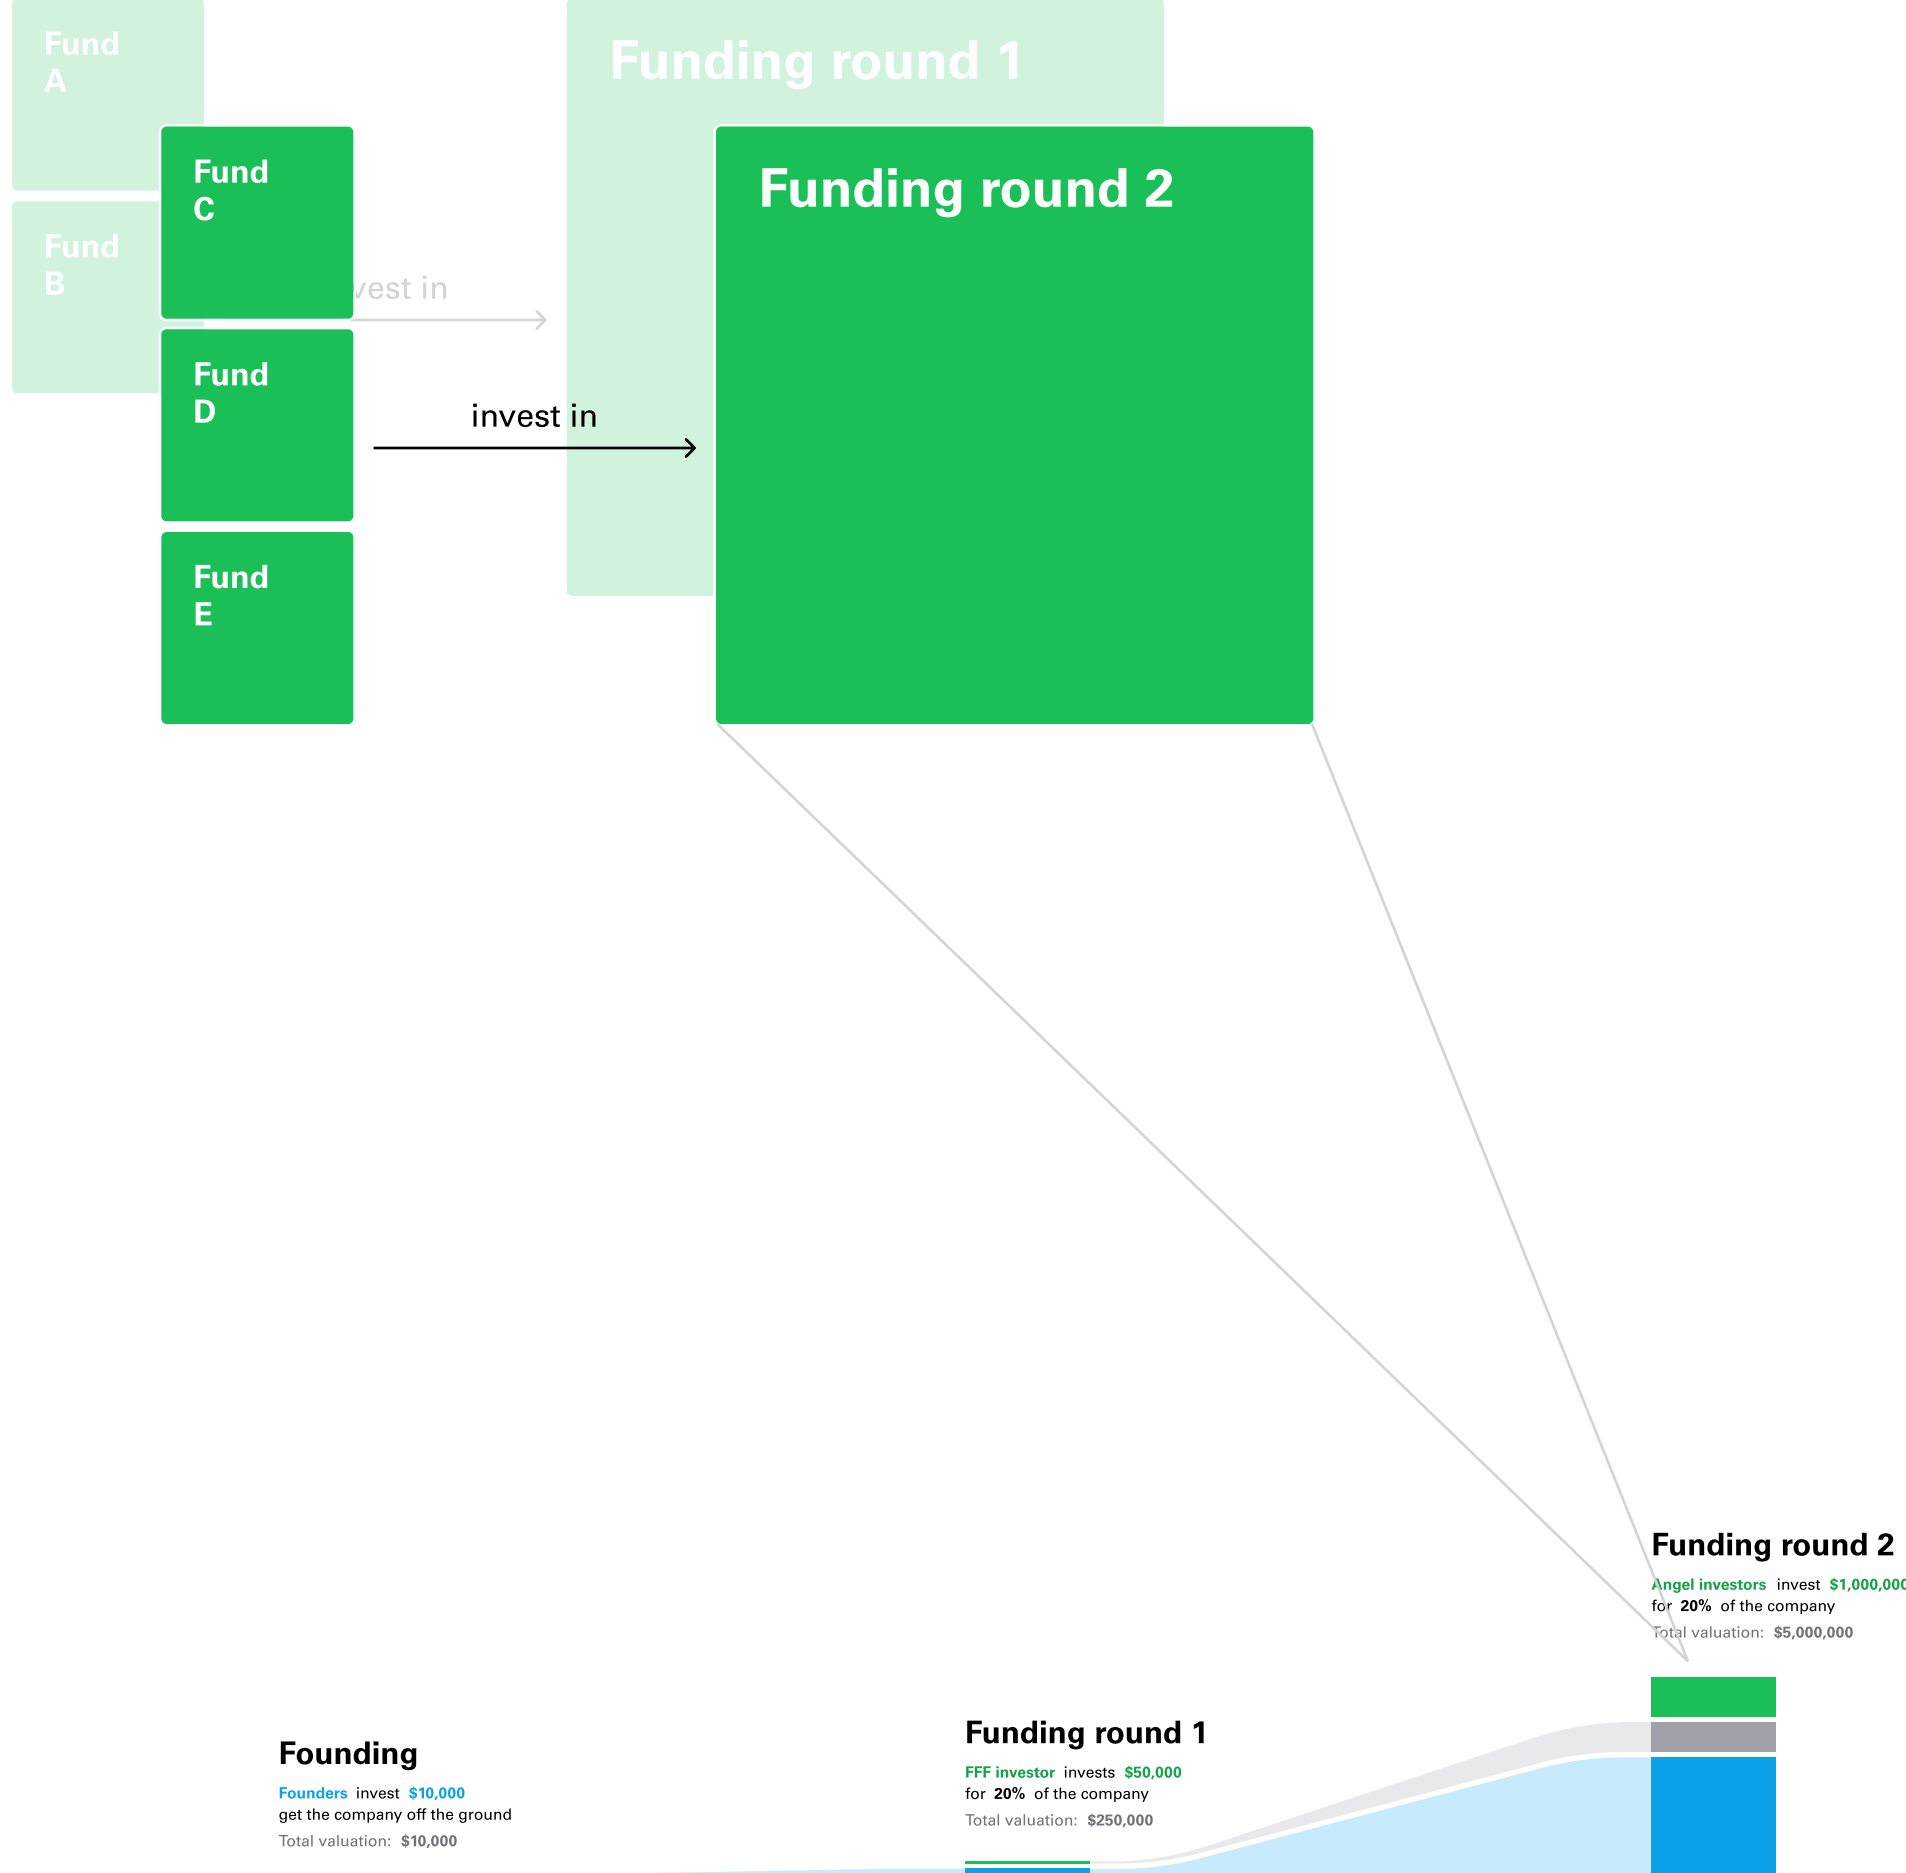 Fund
A
Funding round 1
Fund
C
Funding round 2
Fund
B
vest in
Fund
D
invest in
Fund
E
Funding round 2
Angel investors invest $1,000,000
for 20% of the company
Total valuation: $5,000,000
Funding round 1
FFF investor invests $50,000
for 20% of the company
Total valuation: $250,000
Founding
Founders invest $10,000
get the company off the ground
Total valuation: $10,000